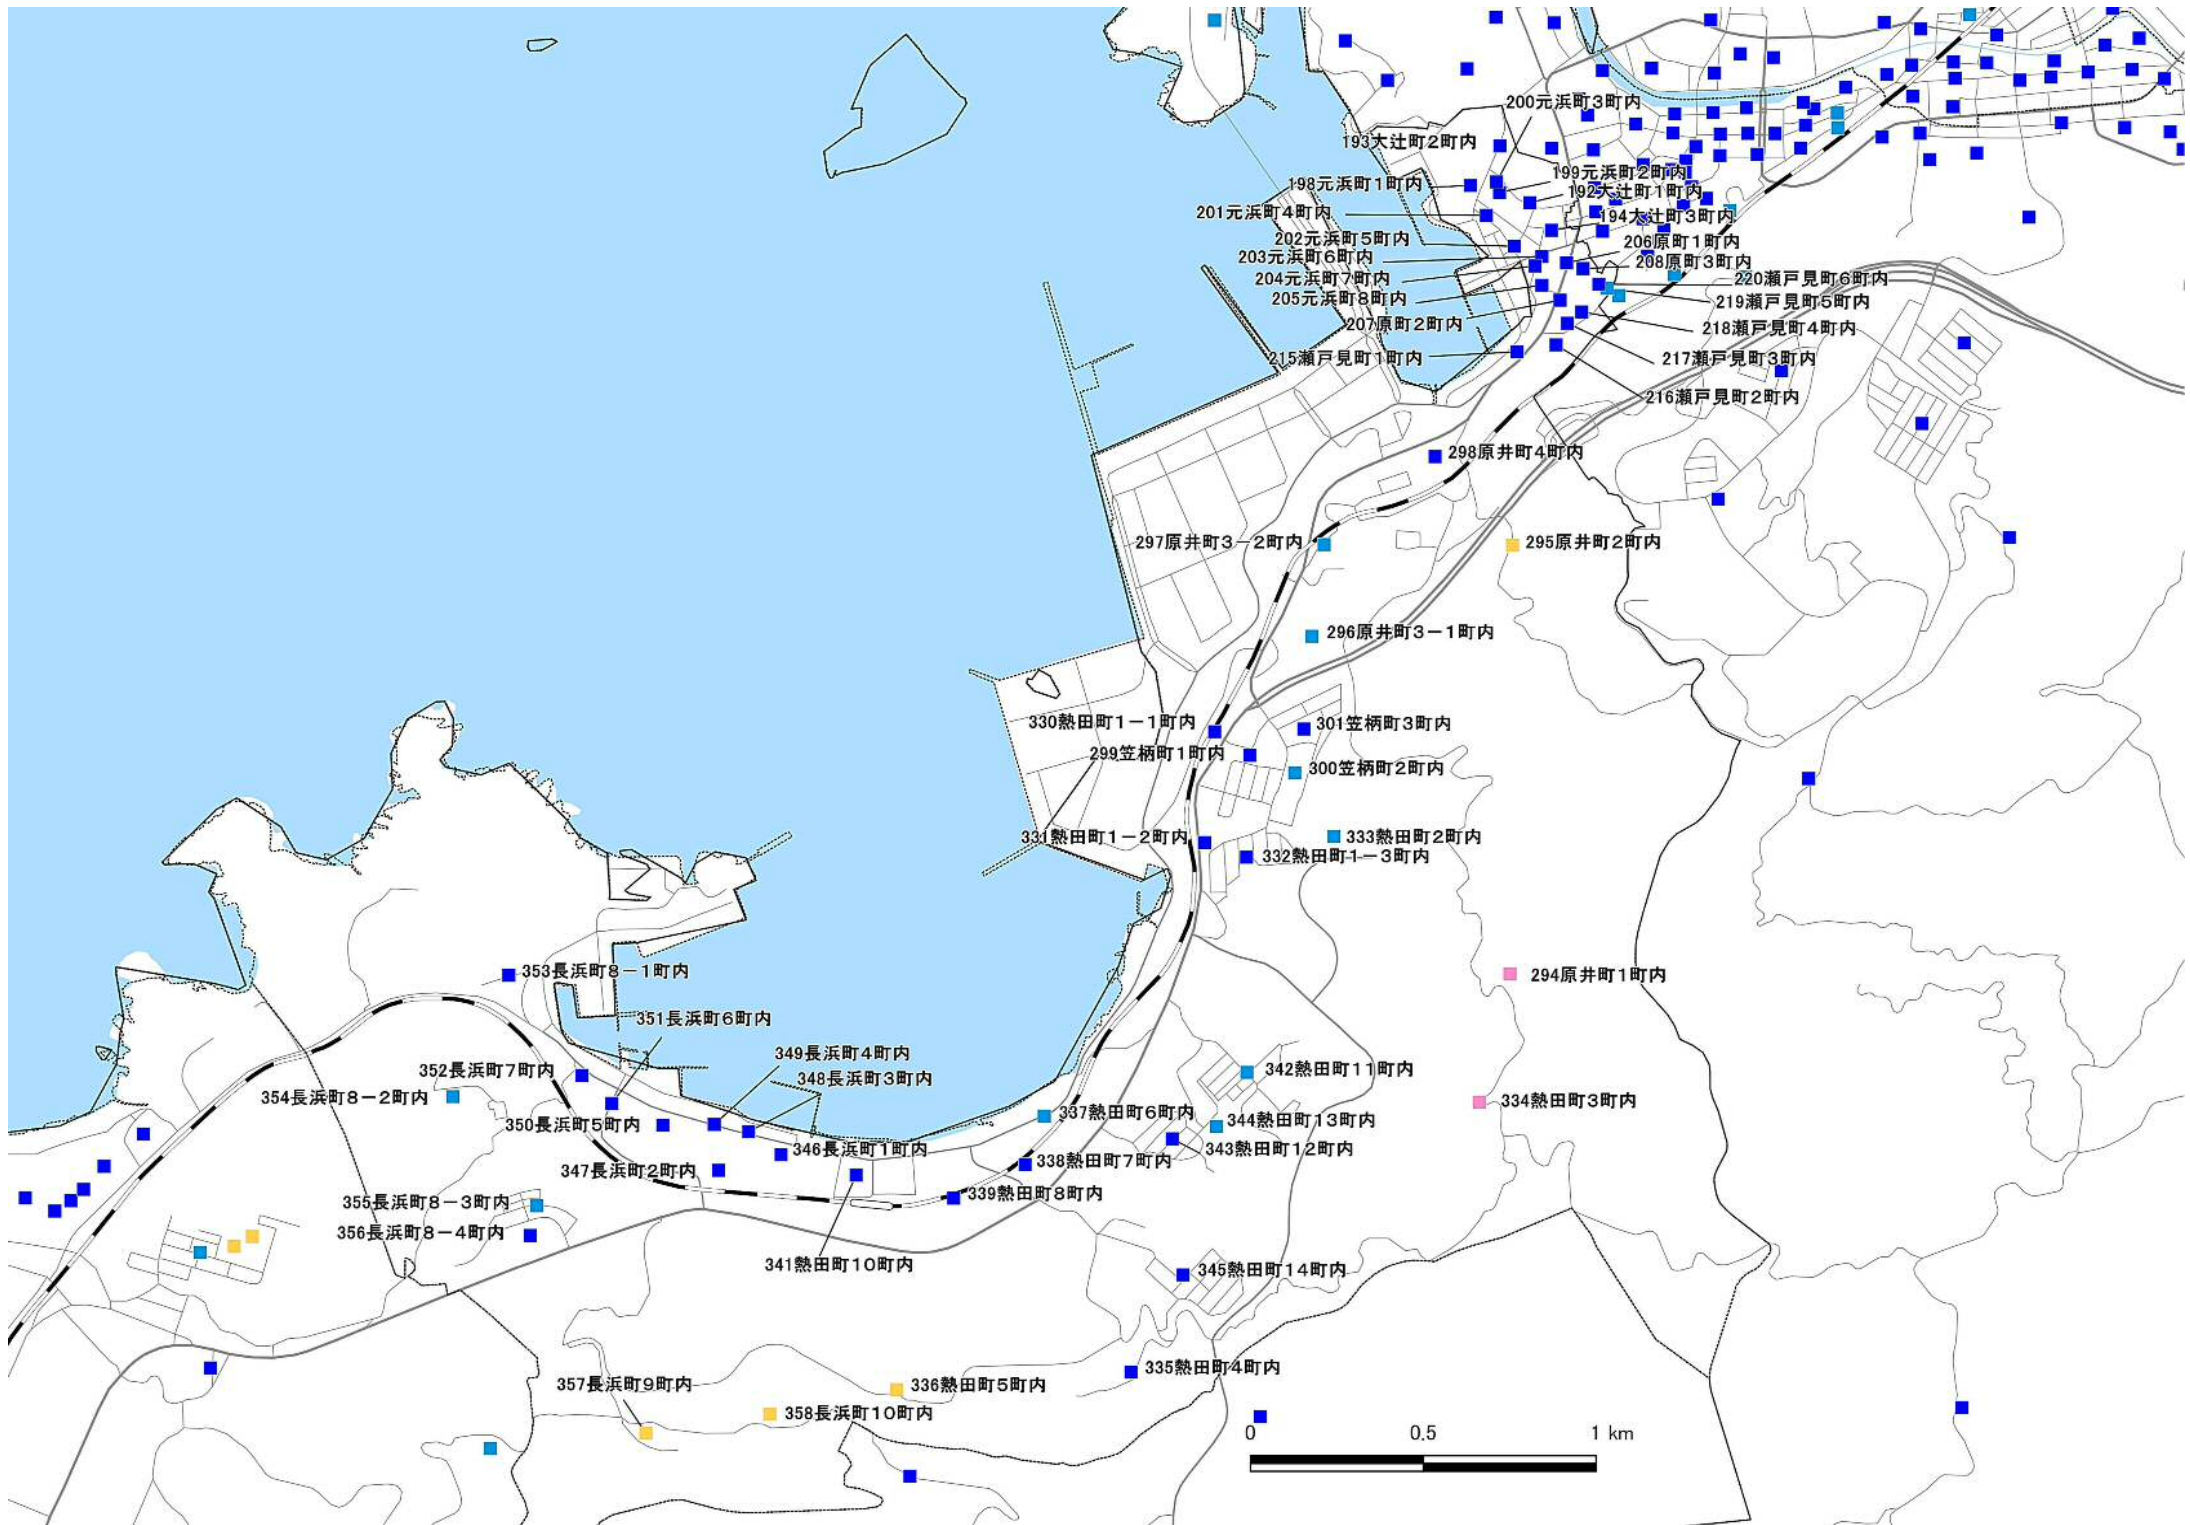 200元浜町3町内
193大辻町2町内
199元浜町2町内
198元浜町1町内
192大辻町1町内
201元浜町4町内
194大辻町3町内
202元浜町5町内
206原町1町内
203元浜町6町内
208原町3町内
204元浜町7町内
220瀬戸見町6町内
205元浜町8町内
219瀬戸見町5町内
207原町2町内
218瀬戸見町4町内
215瀬戸見町1町内
217瀬戸見町3町内
216瀬戸見町2町内
298原井町4町内
297原井町3－2町内
295原井町2町内
296原井町3－1町内
330熱田町1－1町内
301笠柄町3町内
299笠柄町1町内
300笠柄町2町内
331熱田町1－2町内
333熱田町2町内
332熱田町1－3町内
353長浜町8－1町内
294原井町1町内
351長浜町6町内
349長浜町4町内
352長浜町7町内
342熱田町11町内
348長浜町3町内
354長浜町8－2町内
334熱田町3町内
337熱田町6町内
350長浜町5町内
344熱田町13町内
346長浜町1町内
343熱田町12町内
338熱田町7町内
347長浜町2町内
339熱田町8町内
355長浜町8－3町内
356長浜町8－4町内
341熱田町10町内
345熱田町14町内
335熱田町4町内
357長浜町9町内
336熱田町5町内
358長浜町10町内
0 0.5 1 km